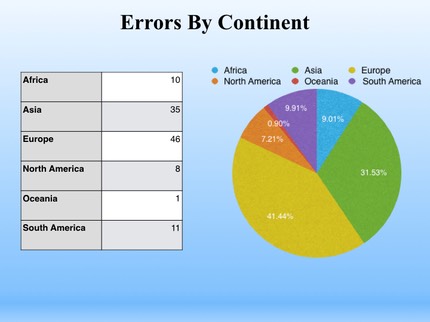 Errors By Continent
Africa 10
Asia 35
Europe 46
North America 8
Oceania 1
South America 11
Africa Asia Europe
North America Oceania South America
9.91% 9.01%
0.90%
7.21%
31.53%
41.44%